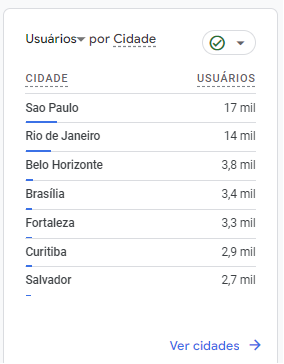 Usuários por Cidade
CIDADE USUÁRIOS
Sao Paulo 17 mil
Rio de Janeiro 14 mil
Belo Horizonte 3,8 mil
Brasília 3,4 mil
Fortaleza 3,3 mil
Curitiba 2,9 mil
Salvador 2,7 mil
Ver cidades